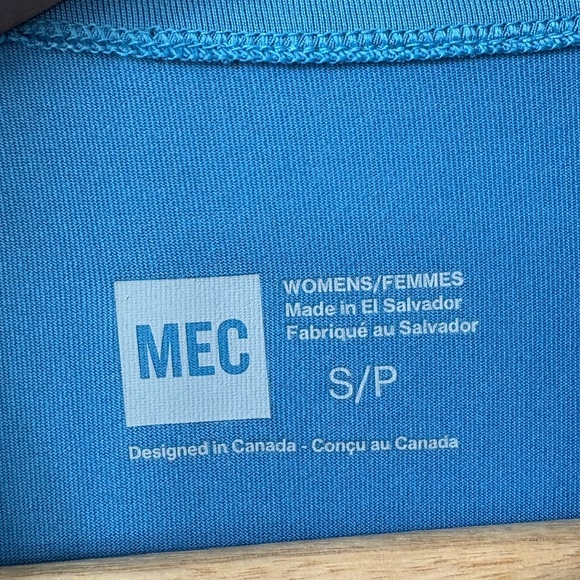 MEC
WOMENS/FEMMES
Made in El Salvador
Fabriqué au Salvador
S/P
Designed in Canada - Conçu au Canada